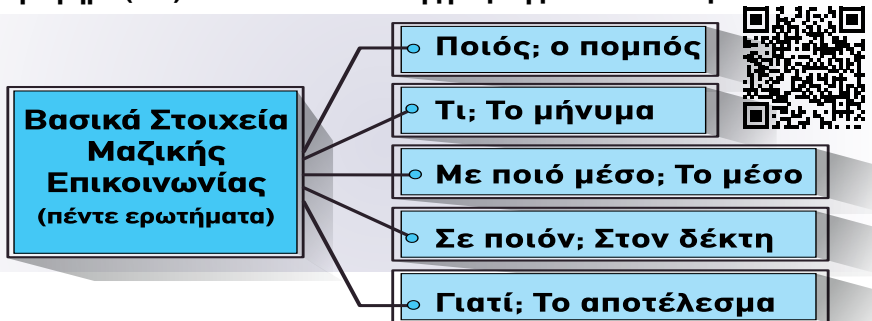 Βασικά Στοιχεία
Μαζικής
Επικοινωνίας
(πέντε ερωτήματα)
Ποιός; ο πομπός
Τι; Το μήνυμα
Με ποιό μέσο; Το μέσο
Σε ποιόν; Στον δέκτη
Γιατί; Το αποτέλεσμα